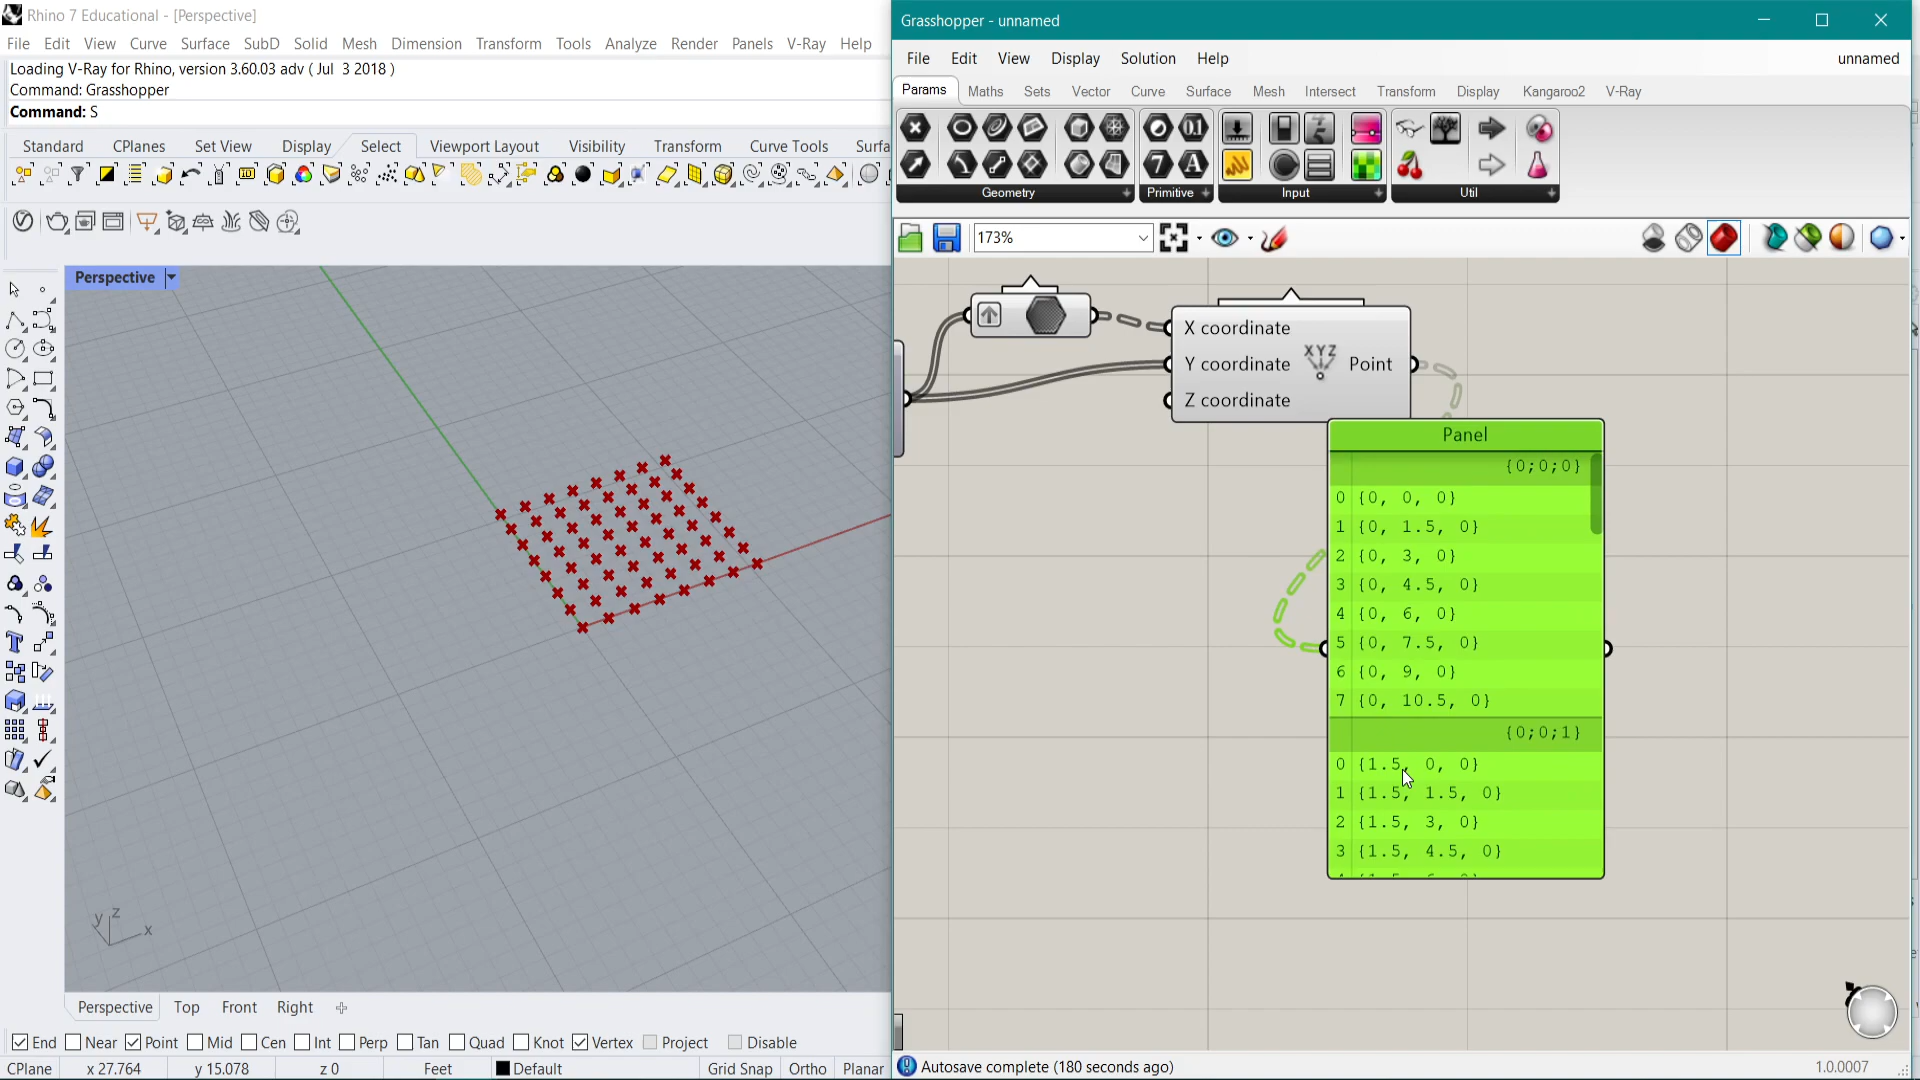 Rhino 7 Educational - [Perspective]
File Edit View Curve Surface SubD Solid Mesh Dimension Transform Tools Analyze Render Panels V-Ray Help
Loading V-Ray for Rhino, version 3.60.03 adv ( Jul 3 2018 )
Command: Grasshopper
Command: S
Standard CPlanes Set View Display Select Viewport Layout Visibility Transform Curve Tools Surfa
Perspective
y z x
Perspective Top Front Right
End Near Point Mid Cen Int Perp Tan Quad Knot Vertex Project Disable
CPlane x 27.764 y 15.078 z 0 Feet Default Grid Snap Ortho Planar
Grasshopper - unnamed
File Edit View Display Solution Help unnamed
Params Maths Sets Vector Curve Surface Mesh Intersect Transform Display Kangaroo2 V-Ray
0.1
7 A
Geometry Primitive Input Util
173%
X coordinate
Y coordinate XYZ Point
Z coordinate
Panel
{0;0;0}
0 {0, 0, 0}
1 {0, 1.5, 0}
2 {0, 3, 0}
3 {0, 4.5, 0}
4 {0, 6, 0}
5 {0, 7.5, 0}
6 {0, 9, 0}
7 {0, 10.5, 0}
{0;0;1}
0 {1.5, 0, 0}
1 {1.5, 1.5, 0}
2 {1.5, 3, 0}
3 {1.5, 4.5, 0}
Autosave complete (180 seconds ago) 1.0.0007